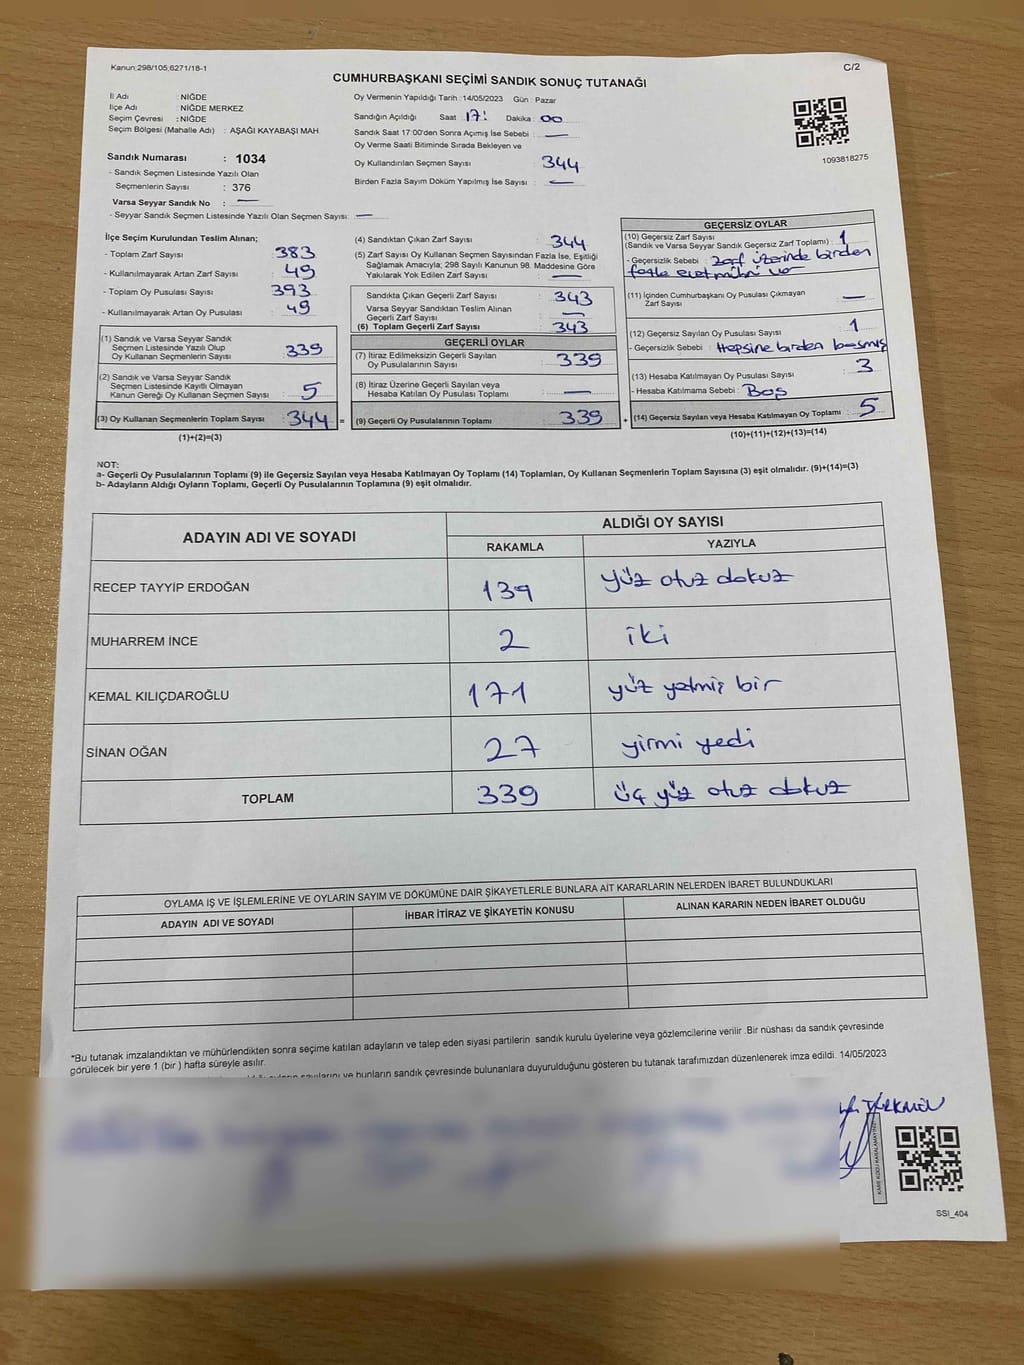 Kanun;298/105;6271/18-1
C/2
CUMHURBAŞKANI SEÇİMİ SANDIK SONUÇ TUTANAĞI
İl Adı : NİĞDE
İlçe Adı : NİĞDE MERKEZ
Seçim Çevresi : NİĞDE
Seçim Bölgesi (Mahalle Adı) : AŞAĞI KAYABAŞI MAH.
Sandık Numarası : 1034
- Sandık Seçmen Listesinde Yazılı Olan
Seçmenlerin Sayısı : 376
Varsa Seyyar Sandık No : —
- Seyyar Sandık Seçmen Listesinde Yazılı Olan Seçmen Sayısı: —
Oy Vermenin Yapıldığı Tarih :14/05/2023 Gün : Pazar
Sandığın Açıldığı Saat 17: Dakika 00
Sandık Saat 17:00'den Sonra Açımış İse Sebebi : —
Oy Verme Saati Bitiminde Sırada Bekleyen ve
Oy Kullandırılan Seçmen Sayısı 344
Birden Fazla Sayım Döküm Yapılmış İse Sayısı : —
1093818275
İlçe Seçim Kurulundan Teslim Alınan;
- Toplam Zarf Sayısı : 383
- Kullanılmayarak Artan Zarf Sayısı : 49
- Toplam Oy Pusulası Sayısı : 393
- Kullanılmayarak Artan Oy Pusulası : 49
(1) Sandık ve Varsa Seyyar Sandık
Seçmen Listesinde Yazılı Olup
Oy Kullanan Seçmenlerin Sayısı : 339
(2) Sandık ve Varsa Seyyar Sandık
Seçmen Listesinde Kayıtlı Olmayan
Kanun Gereği Oy Kullanan Seçmen Sayısı : 5
(3) Oy Kullanan Seçmenlerin Toplam Sayısı : 344 =
(1)+(2)=(3)
(4) Sandıktan Çıkan Zarf Sayısı : 344
(5) Zarf Sayısı Oy Kullanan Seçmen Sayısından Fazla İse, Eşitliği
Sağlamak Amacıyla; 298 Sayılı Kanunun 98. Maddesine Göre
Yakılarak Yok Edilen Zarf Sayısı : —
Sandıkta Çıkan Geçerli Zarf Sayısı : 343
Varsa Seyyar Sandıktan Teslim Alınan
Geçerli Zarf Sayısı : —
(6) Toplam Geçerli Zarf Sayısı : 343
GEÇERLİ OYLAR
(7) İtiraz Edilmeksizin Geçerli Sayılan
Oy Pusulalarının Sayısı : 339
(8) İtiraz Üzerine Geçerli Sayılan veya
Hesaba Katılan Oy Pusulası Toplamı : —
(9) Geçerli Oy Pusulalarının Toplamı : 339 +
GEÇERSİZ OYLAR
(10) Geçersiz Zarf Sayısı
(Sandık ve Varsa Seyyar Sandık Geçersiz Zarf Toplamı) : 1
- Geçersizlik Sebebi : Zarf üzerinde birden
fazla evet mührü var
(11) İçinden Cumhurbaşkanı Oy Pusulası Çıkmayan
Zarf Sayısı : —
(12) Geçersiz Sayılan Oy Pusulası Sayısı : 1
- Geçersizlik Sebebi : Hepsine birden basmış
(13) Hesaba Katılmayan Oy Pusulası Sayısı : 3
- Hesaba Katılmama Sebebi : Boş
(14) Geçersiz Sayılan veya Hesaba Katılmayan Oy Toplamı : 5
(10)+(11)+(12)+(13)=(14)
NOT:
a- Geçerli Oy Pusulalarının Toplamı (9) ile Geçersiz Sayılan veya Hesaba Katılmayan Oy Toplamı (14) Toplamları, Oy Kullanan Seçmenlerin Toplam Sayısına (3) eşit olmalıdır. (9)+(14)=(3)
b- Adayların Aldığı Oyların Toplamı, Geçerli Oy Pusulalarının Toplamına (9) eşit olmalıdır.
ADAYIN ADI VE SOYADI
ALDIĞI OY SAYISI
RAKAMLA YAZIYLA
RECEP TAYYİP ERDOĞAN 139 yüz otuz dokuz
MUHARREM İNCE 2 iki
KEMAL KILIÇDAROĞLU 171 yüz yetmiş bir
SİNAN OĞAN 27 yirmi yedi
TOPLAM 339 üç yüz otuz dokuz
OYLAMA İŞ VE İŞLEMLERİNE VE OYLARIN SAYIM VE DÖKÜMÜNE DAİR ŞİKAYETLERLE BUNLARA AİT KARARLARIN NELERDEN İBARET BULUNDUKLARI
ADAYIN ADI VE SOYADI İHBAR İTİRAZ VE ŞİKAYETİN KONUSU ALINAN KARARIN NEDEN İBARET OLDUĞU
*Bu tutanak imzalandıktan ve mühürlendikten sonra seçime katılan adayların ve talep eden siyasi partilerin sandık kurulu üyelerine veya gözlemcilerine verilir .Bir nüshası da sandık çevresinde
görülecek bir yere 1 (bir ) hafta süreyle asılır.
sayılarını ve bunların sandık çevresinde bulunanlara duyurulduğunu gösteren bu tutanak tarafımızdan düzenlenerek imza edildi. 14/05/2023
TÜRKMEN
KARE KODU KARALAMAYINIZ
SSI_404